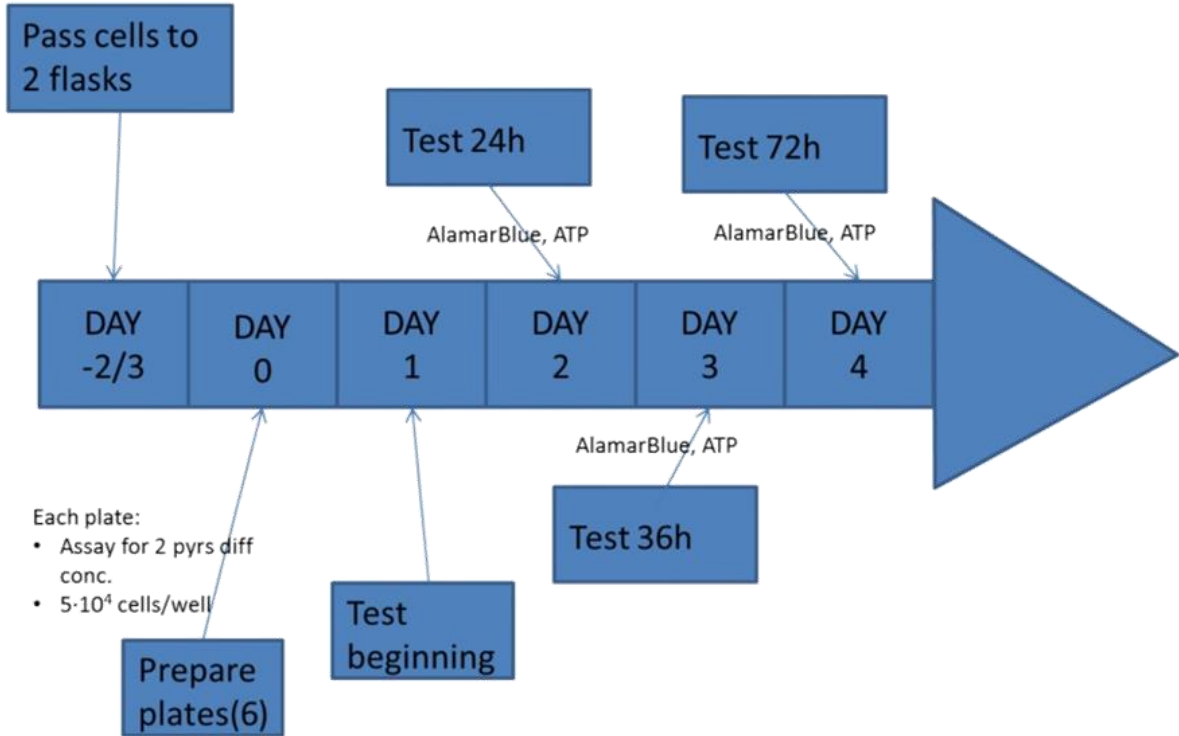 Pass cells to
2 flasks
Test 24h
Test 72h
AlamarBlue, ATP
AlamarBlue, ATP
DAY
-2/3
DAY
0
DAY
1
DAY
2
DAY
3
DAY
4
AlamarBlue, ATP
Each plate:
• Assay for 2 pyrs diff
conc.
• 5·10⁴ cells/well
Test 36h
Test
beginning
Prepare
plates(6)